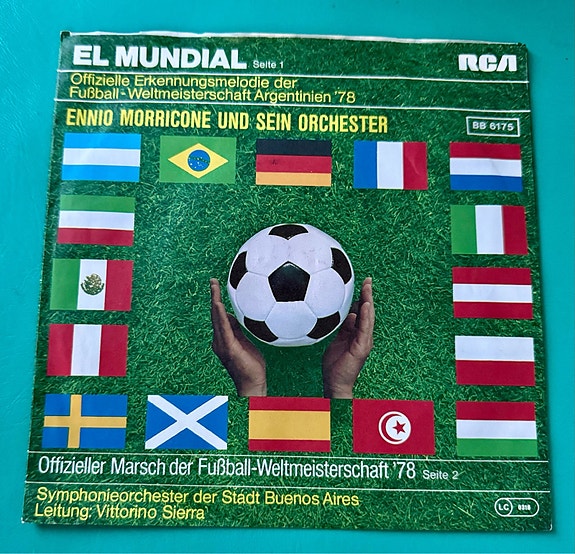 EL MUNDIAL Seite 1
RCA
Offizielle Erkennungsmelodie der
Fußball-Weltmeisterschaft Argentinien '78
ENNIO MORRICONE UND SEIN ORCHESTER
BB 6175
Offizieller Marsch der Fußball-Weltmeisterschaft '78 Seite 2
Symphonieorchester der Stadt Buenos Aires
Leitung: Vittorino Sierra
LC 0316